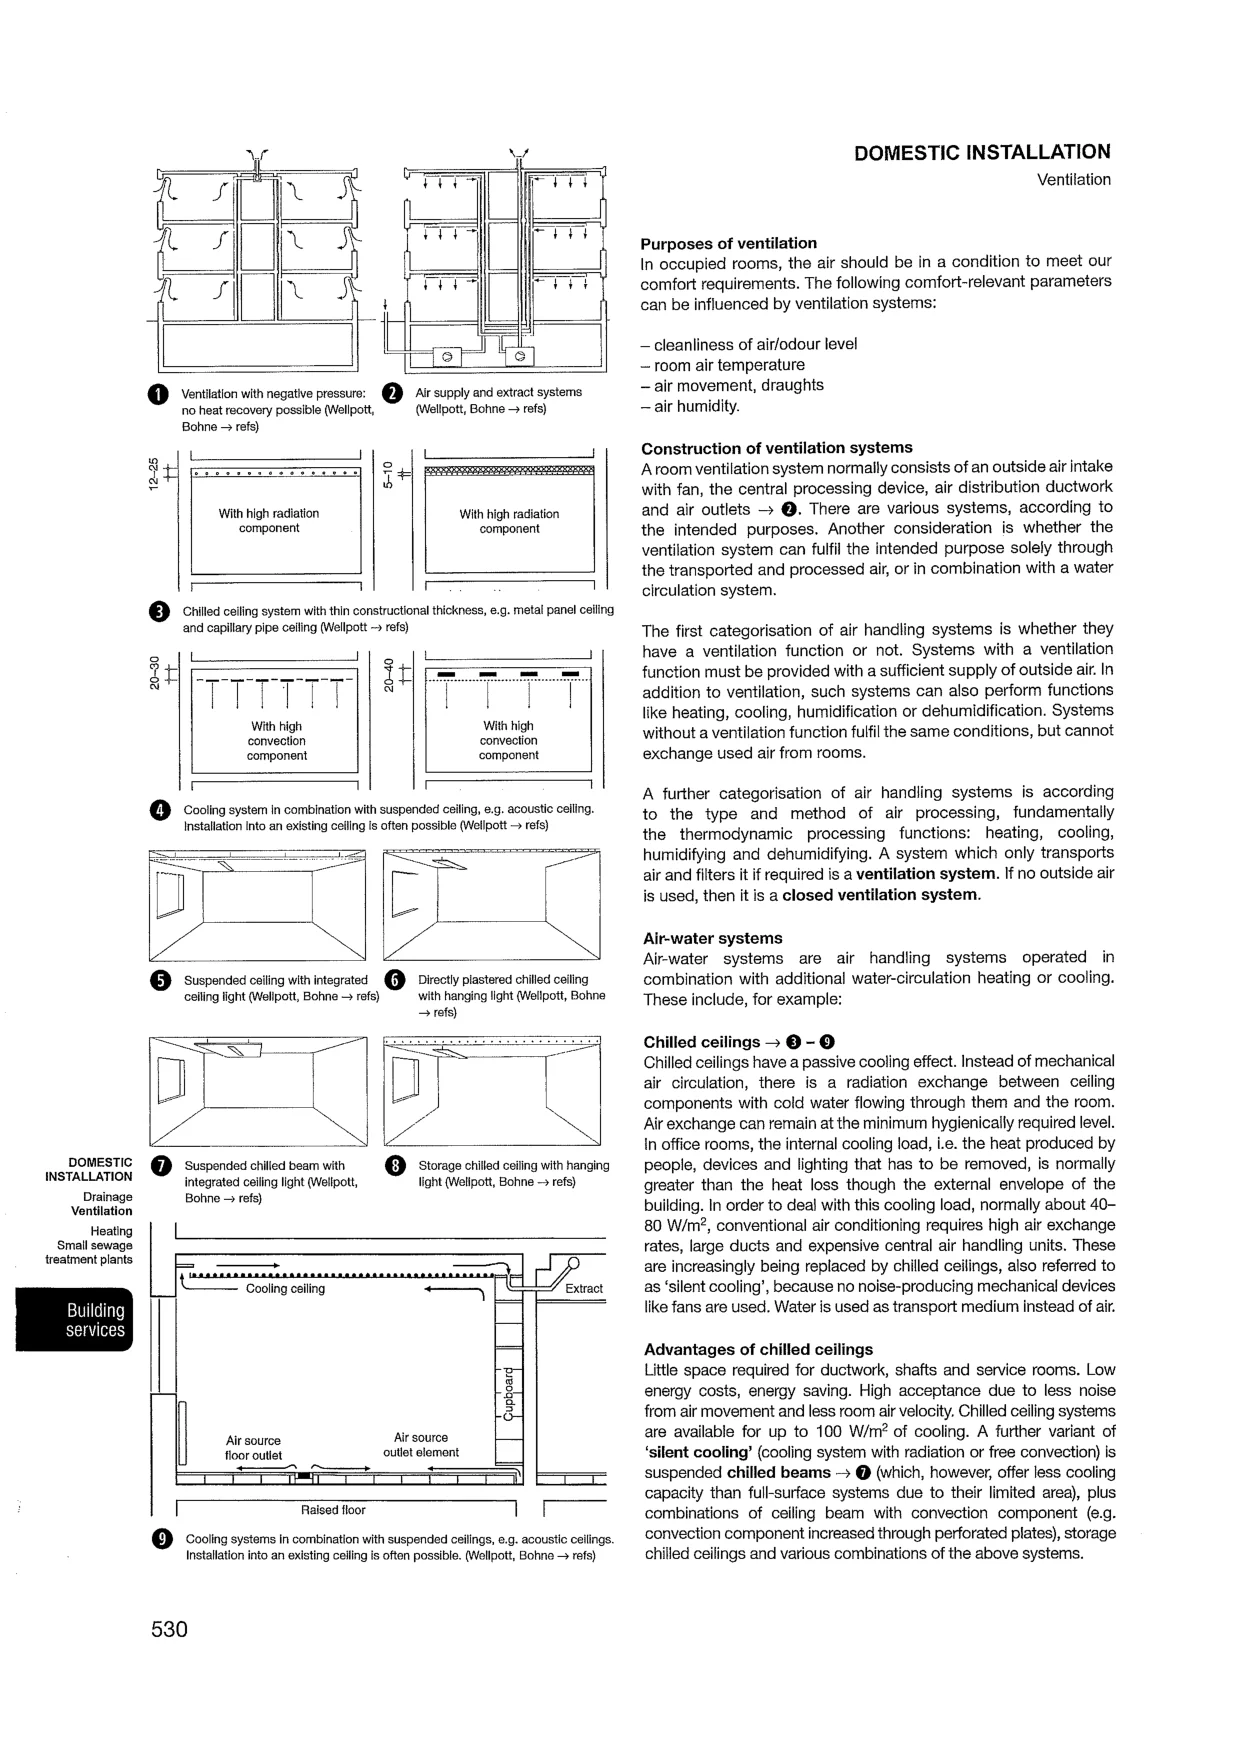 DOMESTIC INSTALLATION
Ventilation
❶ Ventilation with negative pressure:
no heat recovery possible (Wellpott,
Bohne → refs)
❷ Air supply and extract systems
(Wellpott, Bohne → refs)
12–25
With high radiation
component
5–10
With high radiation
component
❸ Chilled ceiling system with thin constructional thickness, e.g. metal panel ceiling
and capillary pipe ceiling (Wellpott → refs)
20–30
With high
convection
component
20–40
With high
convection
component
❹ Cooling system in combination with suspended ceiling, e.g. acoustic ceiling.
Installation into an existing ceiling is often possible (Wellpott → refs)
❺ Suspended ceiling with integrated
ceiling light (Wellpott, Bohne → refs)
❻ Directly plastered chilled ceiling
with hanging light (Wellpott, Bohne
→ refs)
❼ Suspended chilled beam with
integrated ceiling light (Wellpott,
Bohne → refs)
❽ Storage chilled ceiling with hanging
light (Wellpott, Bohne → refs)
Cooling ceiling
Extract
Cupboard
Air source
floor outlet
Air source
outlet element
Raised floor
❾ Cooling systems in combination with suspended ceilings, e.g. acoustic ceilings.
Installation into an existing ceiling is often possible. (Wellpott, Bohne → refs)
DOMESTIC
INSTALLATION
Drainage
Ventilation
Heating
Small sewage
treatment plants
Building
services
Purposes of ventilation
In occupied rooms, the air should be in a condition to meet our
comfort requirements. The following comfort-relevant parameters
can be influenced by ventilation systems:
– cleanliness of air/odour level
– room air temperature
– air movement, draughts
– air humidity.
Construction of ventilation systems
A room ventilation system normally consists of an outside air intake
with fan, the central processing device, air distribution ductwork
and air outlets → ❷. There are various systems, according to
the intended purposes. Another consideration is whether the
ventilation system can fulfil the intended purpose solely through
the transported and processed air, or in combination with a water
circulation system.
The first categorisation of air handling systems is whether they
have a ventilation function or not. Systems with a ventilation
function must be provided with a sufficient supply of outside air. In
addition to ventilation, such systems can also perform functions
like heating, cooling, humidification or dehumidification. Systems
without a ventilation function fulfil the same conditions, but cannot
exchange used air from rooms.
A further categorisation of air handling systems is according
to the type and method of air processing, fundamentally
the thermodynamic processing functions: heating, cooling,
humidifying and dehumidifying. A system which only transports
air and filters it if required is a ventilation system. If no outside air
is used, then it is a closed ventilation system.
Air-water systems
Air-water systems are air handling systems operated in
combination with additional water-circulation heating or cooling.
These include, for example:
Chilled ceilings → ❸ – ❾
Chilled ceilings have a passive cooling effect. Instead of mechanical
air circulation, there is a radiation exchange between ceiling
components with cold water flowing through them and the room.
Air exchange can remain at the minimum hygienically required level.
In office rooms, the internal cooling load, i.e. the heat produced by
people, devices and lighting that has to be removed, is normally
greater than the heat loss though the external envelope of the
building. In order to deal with this cooling load, normally about 40–
80 W/m², conventional air conditioning requires high air exchange
rates, large ducts and expensive central air handling units. These
are increasingly being replaced by chilled ceilings, also referred to
as ‘silent cooling’, because no noise-producing mechanical devices
like fans are used. Water is used as transport medium instead of air.
Advantages of chilled ceilings
Little space required for ductwork, shafts and service rooms. Low
energy costs, energy saving. High acceptance due to less noise
from air movement and less room air velocity. Chilled ceiling systems
are available for up to 100 W/m² of cooling. A further variant of
‘silent cooling’ (cooling system with radiation or free convection) is
suspended chilled beams → ❼ (which, however, offer less cooling
capacity than full-surface systems due to their limited area), plus
combinations of ceiling beam with convection component (e.g.
convection component increased through perforated plates), storage
chilled ceilings and various combinations of the above systems.
530